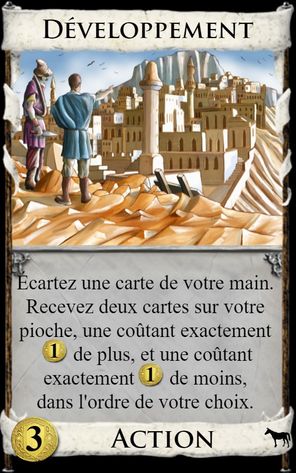 DÉVELOPPEMENT
Écartez une carte de votre main.
Recevez deux cartes sur votre
pioche, une coûtant exactement
1 de plus, et une coûtant
exactement 1 de moins,
dans l'ordre de votre choix.
3 ACTION